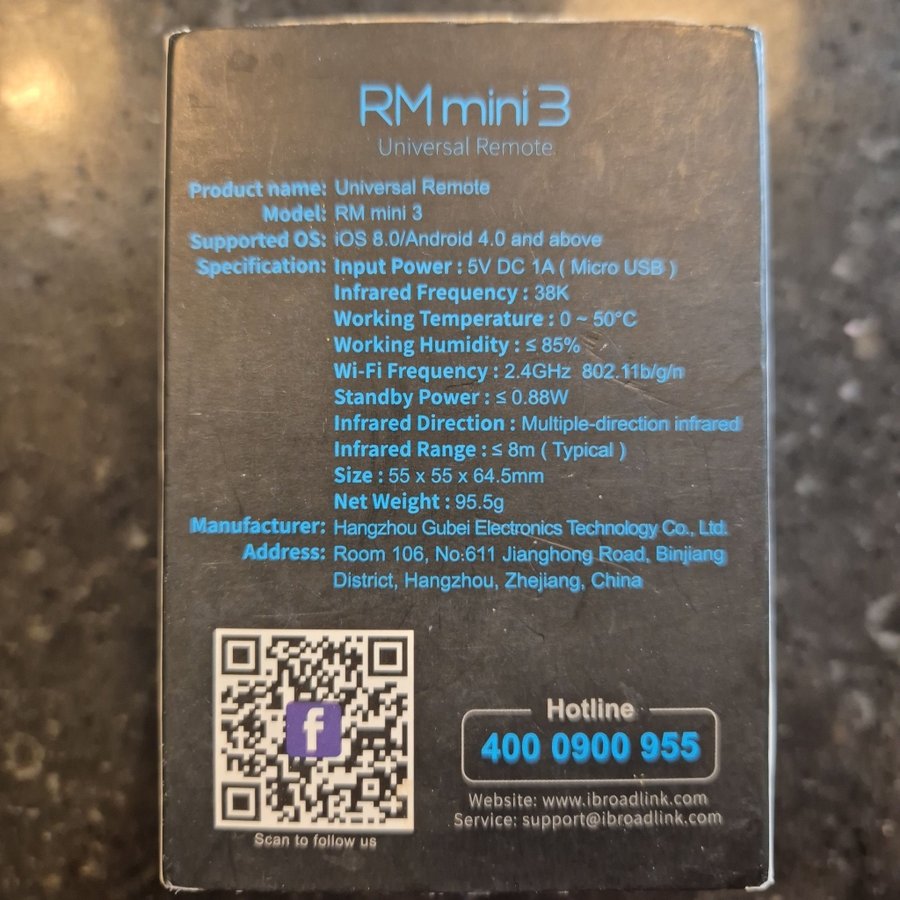 RM mini 3
Universal Remote
Product name: Universal Remote
Model: RM mini 3
Supported OS: iOS 8.0/Android 4.0 and above
Specification: Input Power : 5V DC 1A ( Micro USB )
Infrared Frequency : 38K
Working Temperature : 0 ~ 50°C
Working Humidity : ≤ 85%
Wi-Fi Frequency : 2.4GHz 802.11b/g/n
Standby Power : ≤ 0.88W
Infrared Direction : Multiple-direction infrared
Infrared Range : ≤ 8m ( Typical )
Size : 55 x 55 x 64.5mm
Net Weight : 95.5g
Manufacturer: Hangzhou Gubei Electronics Technology Co., Ltd.
Address: Room 106, No.611 Jianghong Road, Binjiang
District, Hangzhou, Zhejiang, China
f
Scan to follow us
Hotline
400 0900 955
Website: www.ibroadlink.com
Service: support@ibroadlink.com